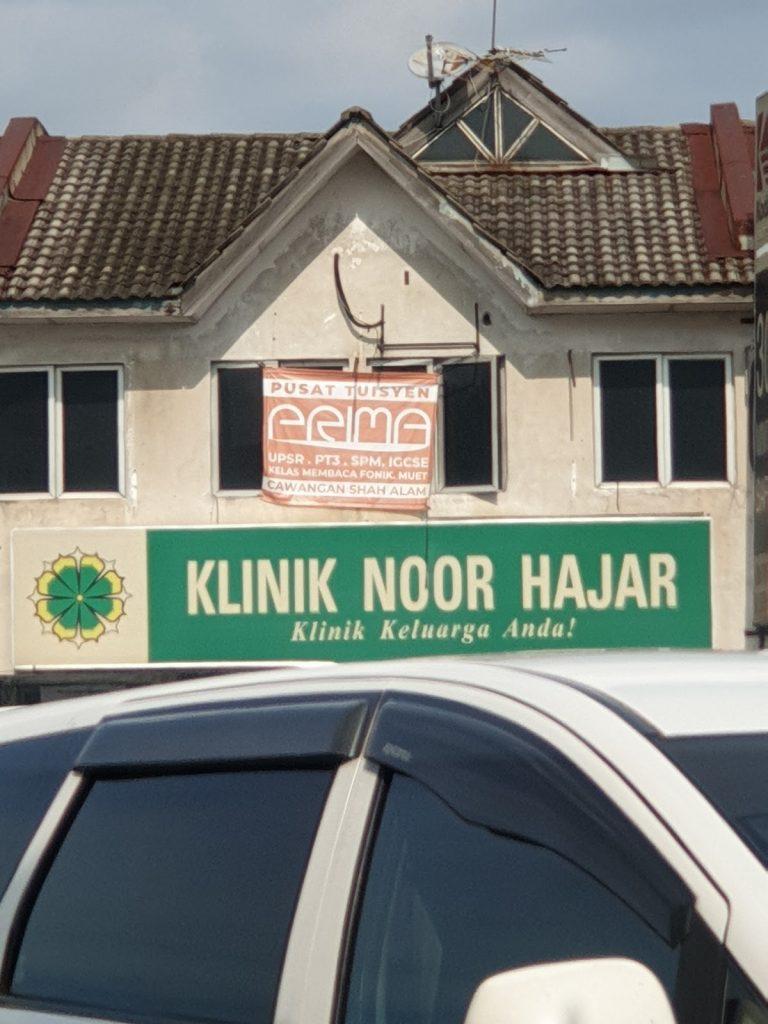 PUSAT TUISYEN
PRIMA
UPSR . PT3 . SPM, IGCSE
KELAS MEMBACA FONIK. MUET
CAWANGAN SHAH ALAM
KLINIK NOOR HAJAR
Klinik Keluarga Anda!